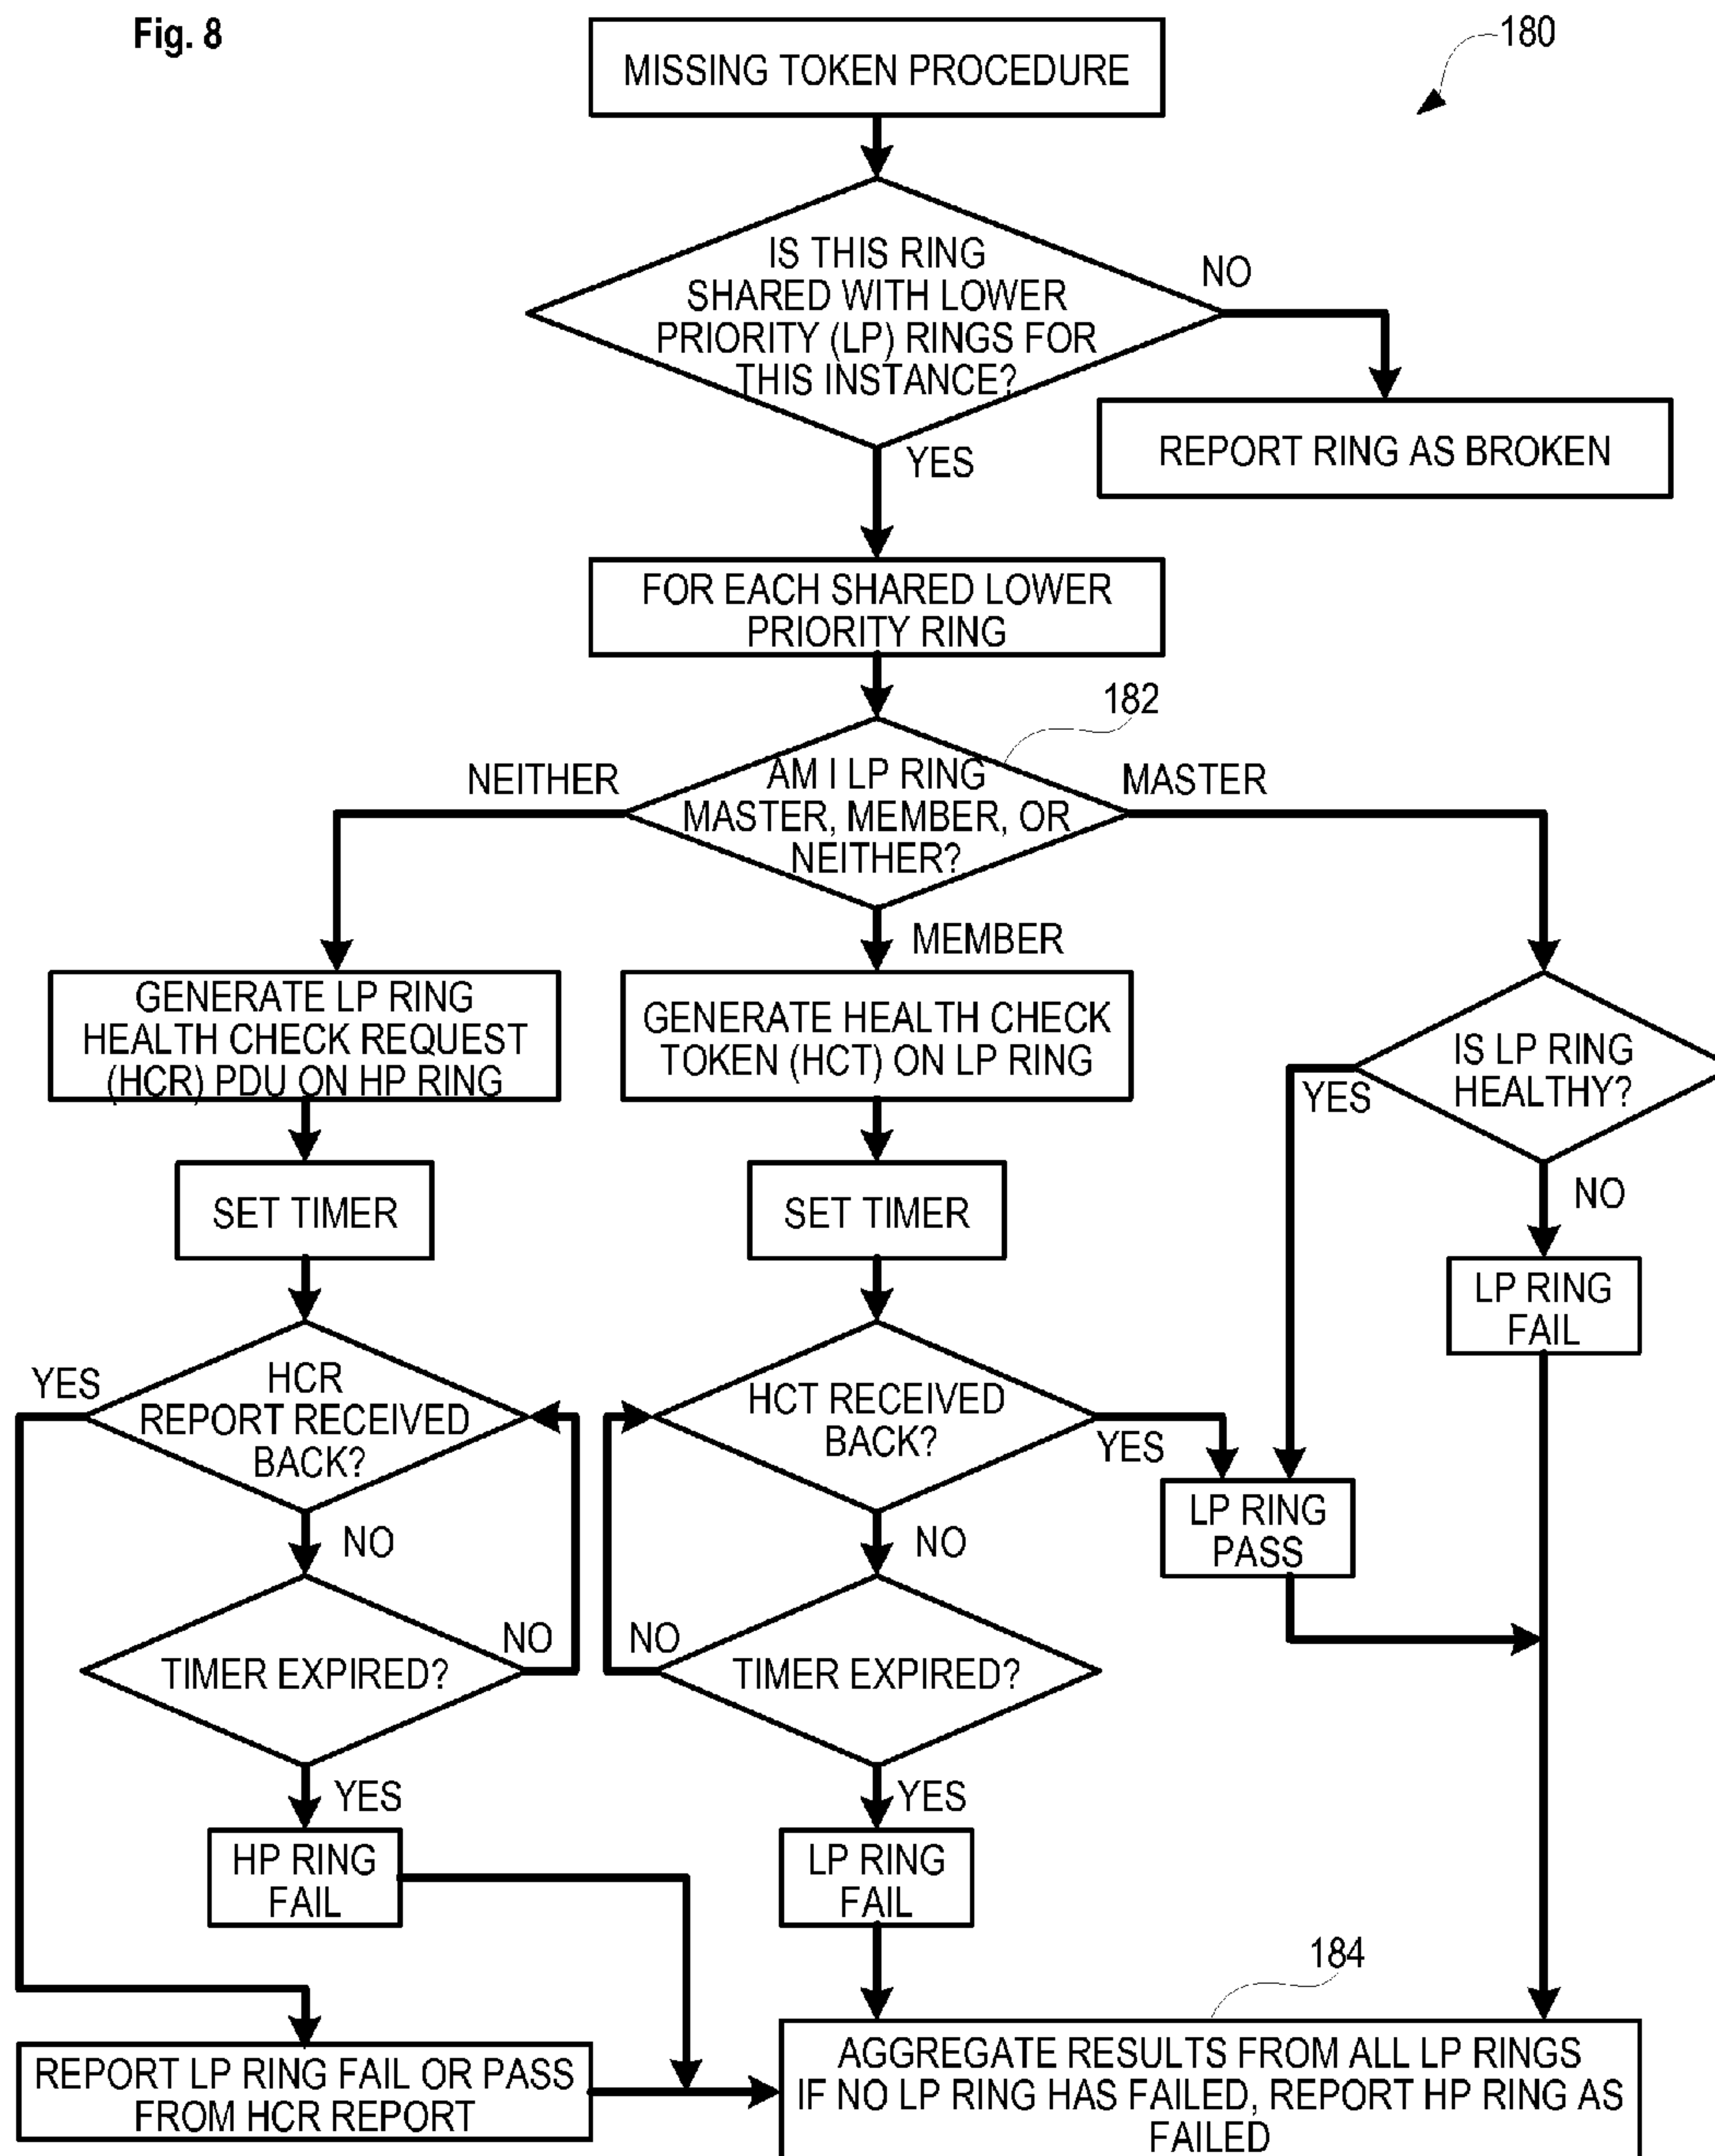 Fig. 8
180
MISSING TOKEN PROCEDURE
IS THIS RING
SHARED WITH LOWER
PRIORITY (LP) RINGS FOR
THIS INSTANCE?
NO
YES
REPORT RING AS BROKEN
FOR EACH SHARED LOWER
PRIORITY RING
182
NEITHER
AM I LP RING
MASTER, MEMBER, OR
NEITHER?
MASTER
MEMBER
GENERATE LP RING
HEALTH CHECK REQUEST
(HCR) PDU ON HP RING
GENERATE HEALTH CHECK
TOKEN (HCT) ON LP RING
IS LP RING
HEALTHY?
YES
NO
SET TIMER
SET TIMER
LP RING
FAIL
YES
HCR
REPORT RECEIVED
BACK?
HCT RECEIVED
BACK?
YES
LP RING
PASS
NO
NO
TIMER EXPIRED?
NO
NO
TIMER EXPIRED?
YES
YES
HP RING
FAIL
LP RING
FAIL
184
REPORT LP RING FAIL OR PASS
FROM HCR REPORT
AGGREGATE RESULTS FROM ALL LP RINGS
IF NO LP RING HAS FAILED, REPORT HP RING AS
FAILED